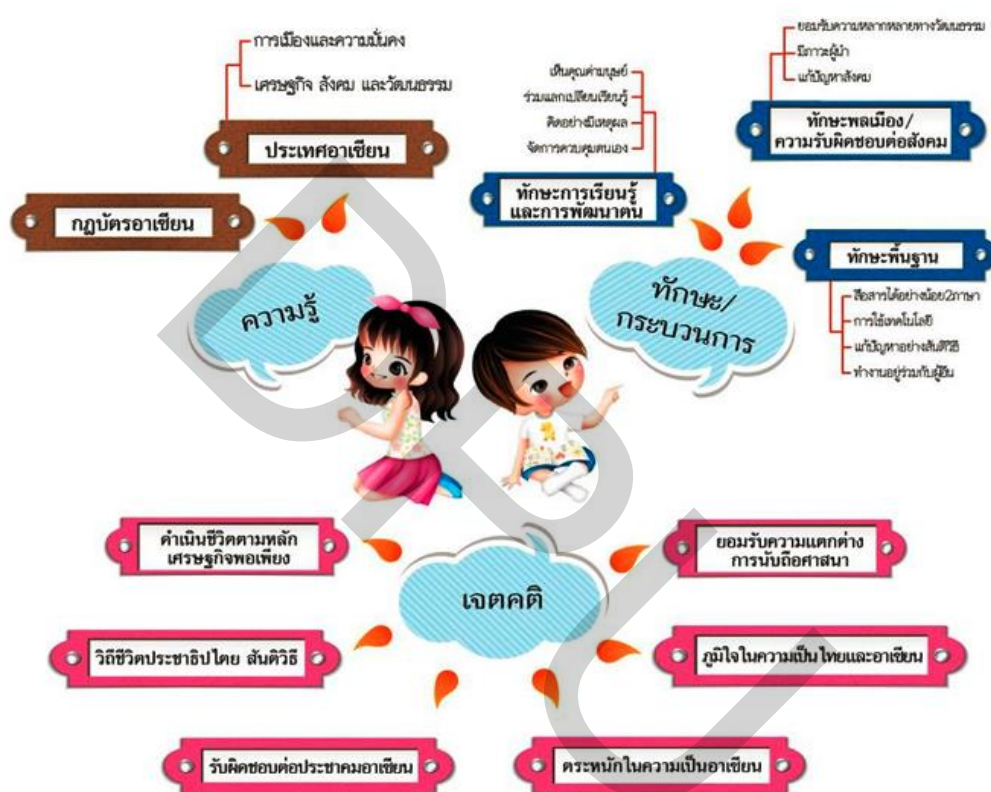 การเมืองและความมั่นคง
เศรษฐกิจ สังคม และวัฒนธรรม
ประเทศอาเซียน
กฎบัตรอาเซียน
ความรู้
เห็นคุณค่ามนุษย์
ร่วมแลกเปลี่ยนเรียนรู้
คิดอย่างมีเหตุผล
จัดการควบคุมตนเอง
ทักษะการเรียนรู้
และการพัฒนาตน
ยอมรับความหลากหลายทางวัฒนธรรม
มีภาวะผู้นำ
แก้ปัญหาสังคม
ทักษะพลเมือง/
ความรับผิดชอบต่อสังคม
ทักษะพื้นฐาน
สื่อสารได้อย่างน้อย2ภาษา
การใช้เทคโนโลยี
แก้ปัญหาอย่างสันติวิธี
ทำงานอยู่ร่วมกับผู้อื่น
ทักษะ/
กระบวนการ
เจตคติ
ดำเนินชีวิตตามหลัก
เศรษฐกิจพอเพียง
วิถีชีวิตประชาธิปไตย สันติวิธี
รับผิดชอบต่อประชาคมอาเซียน
ตระหนักในความเป็นอาเซียน
ภูมิใจในความเป็นไทยและอาเซียน
ยอมรับความแตกต่าง
การนับถือศาสนา